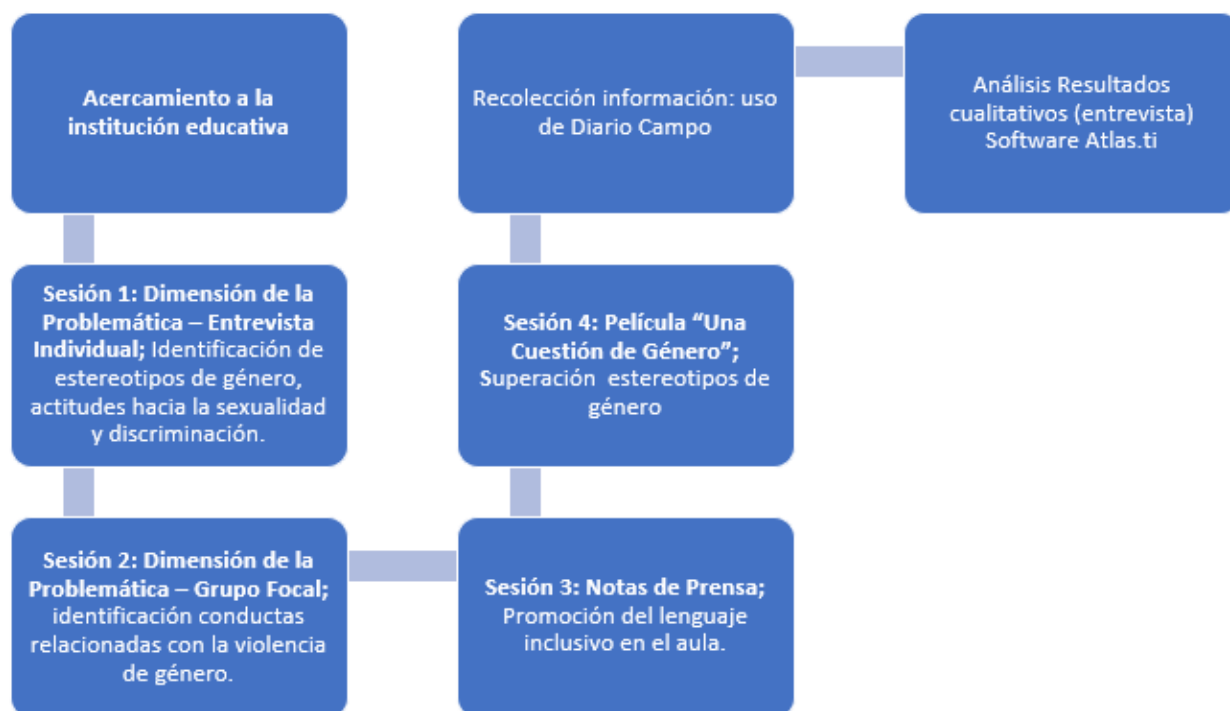 Acercamiento a la
institución educativa
Sesión 1: Dimensión de la
Problemática – Entrevista
Individual; Identificación de
estereotipos de género,
actitudes hacia la sexualidad
y discriminación.
Sesión 2: Dimensión de la
Problemática – Grupo Focal;
identificación conductas
relacionadas con la violencia
de género.
Sesión 3: Notas de Prensa;
Promoción del lenguaje
inclusivo en el aula.
Sesión 4: Película “Una
Cuestión de Género”;
Superación estereotipos de
género
Recolección información: uso
de Diario Campo
Análisis Resultados
cualitativos (entrevista)
Software Atlas.ti